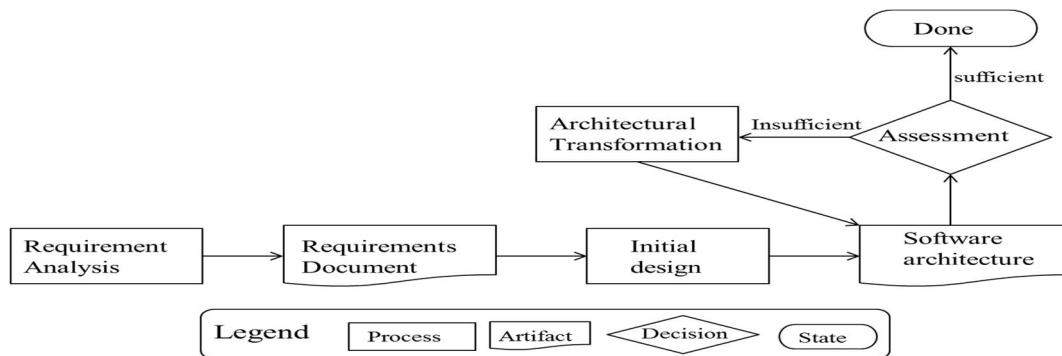 Done
sufficient
Architectural
Transformation
Insufficient
Assessment
Requirement
Analysis
Requirements
Document
Initial
design
Software
architecture
Legend
Process
Artifact
Decision
State